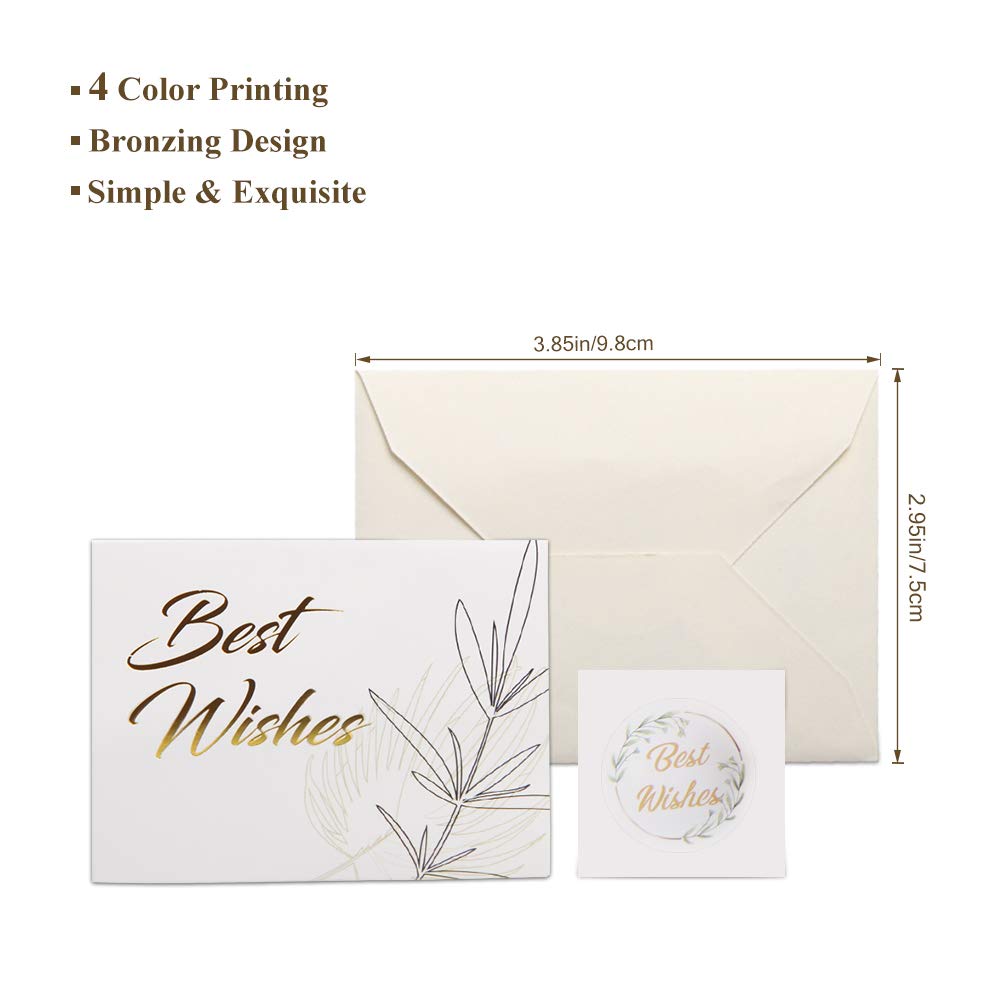 ▪ 4 Color Printing
▪ Bronzing Design
▪ Simple & Exquisite
3.85in/9.8cm
2.95in/7.5cm
Best
Wishes
Best
Wishes